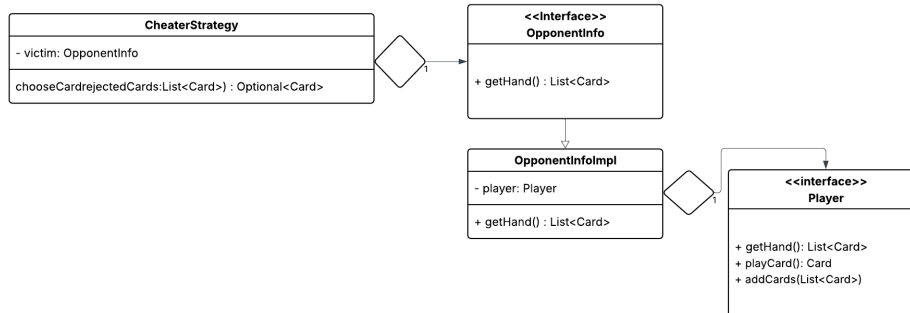 CheaterStrategy
- victim: OpponentInfo
chooseCardrejectedCards:List<Card>) : Optional<Card>
1
<<Interface>>
OpponentInfo
+ getHand() : List<Card>
OpponentInfoImpl
- player: Player
+ getHand() : List<Card>
1
<<interface>>
Player
+ getHand(): List<Card>
+ playCard(): Card
+ addCards(List<Card>)